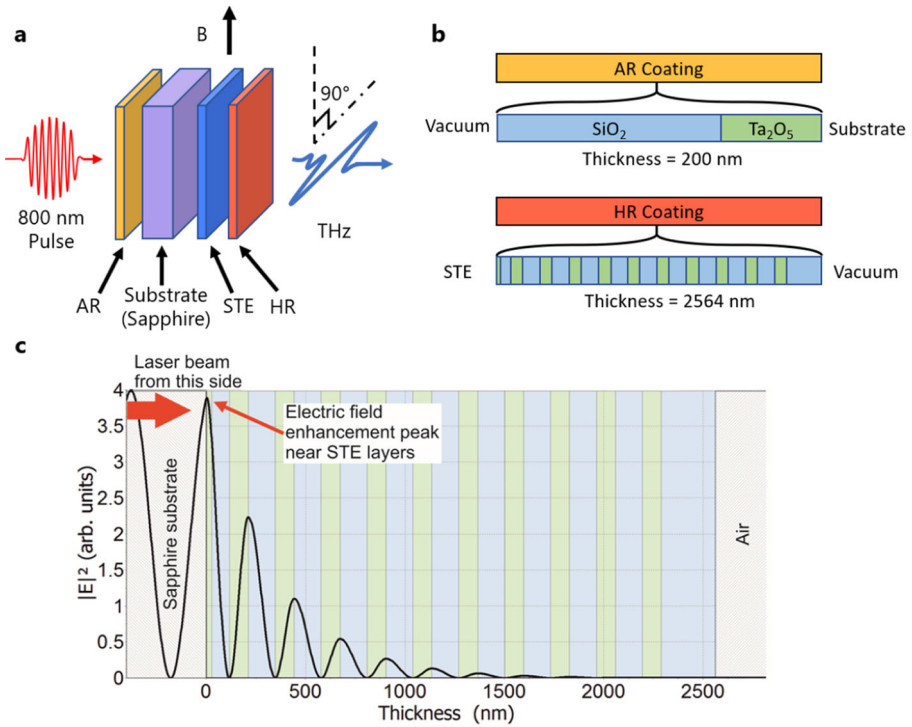 a
B
90°
800 nm
Pulse
THz
AR
Substrate
(Sapphire)
STE
HR
b
AR Coating
Vacuum
SiO₂
Ta₂O₅
Substrate
Thickness = 200 nm
HR Coating
STE
Vacuum
Thickness = 2564 nm
c
Laser beam
from this side
Electric field
enhancement peak
near STE layers
Sapphire substrate
Air
|E|² (arb. units)
4
3.5
3
2.5
2
1.5
1
0.5
0
0 500 1000 1500 2000 2500
Thickness (nm)